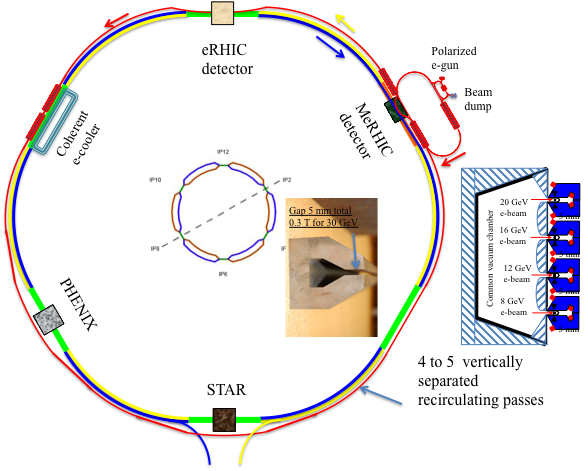 eRHIC
detector
Polarized
e-gun
Beam
dump
MeRHIC
detector
Coherent
e-cooler
IP12
IP10
IP2
IP8
IP
IP6
Gap 5 mm total
0.3 T for 30 GeV
Common vacuum chamber
20 GeV
e-beam
16 GeV
e-beam
12 GeV
e-beam
8 GeV
e-beam
PHENIX
STAR
4 to 5 vertically
separated
recirculating passes